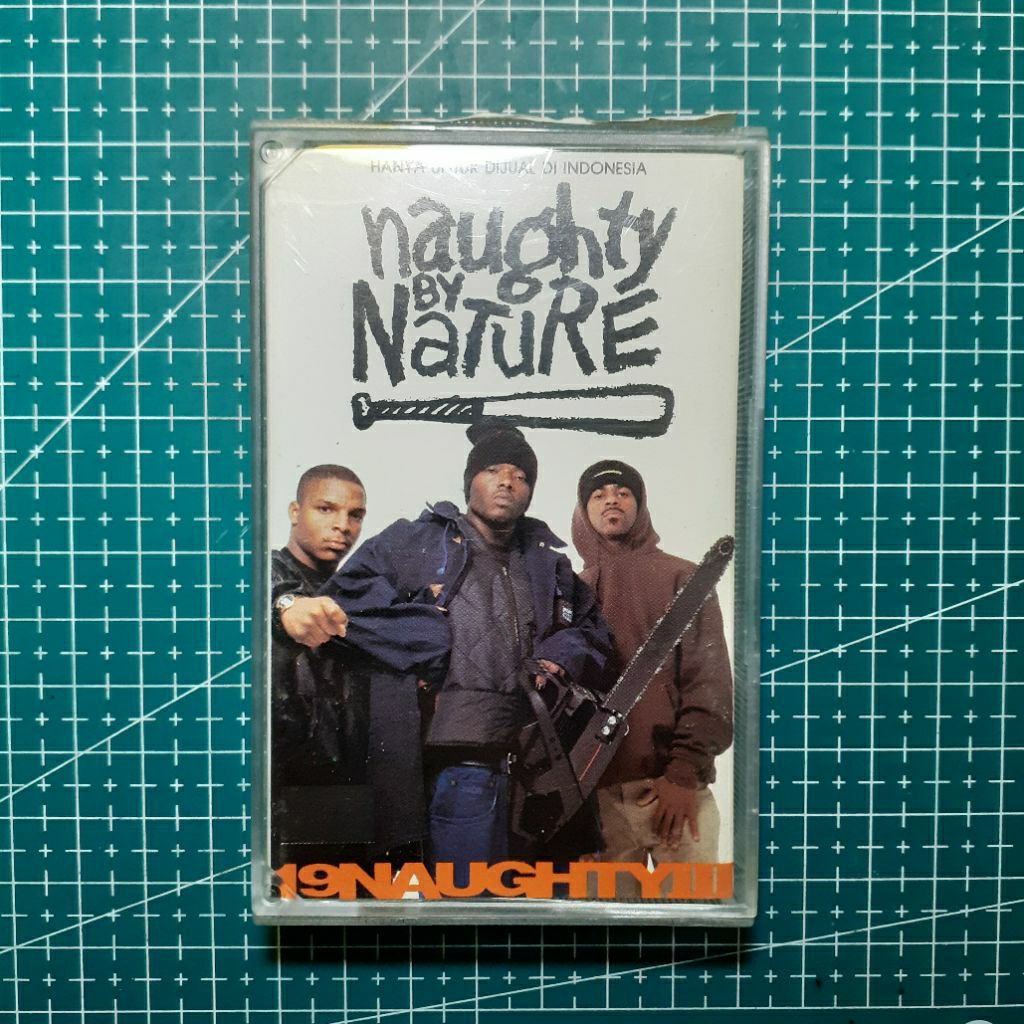 HANYA UNTUK DIJUAL DI INDONESIA
naughty
BY
NaTuRE
19NAUGHTYIII